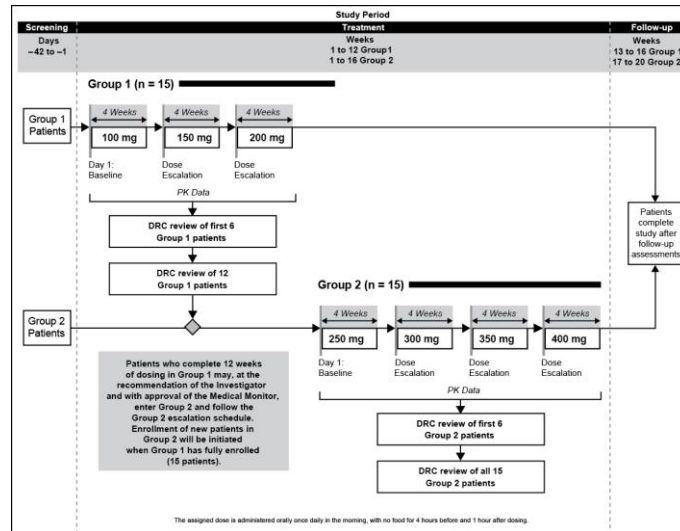 Study Period
Screening
Treatment
Follow-up
Days
–42 to –1
Weeks
1 to 12 Group1
1 to 16 Group 2
Weeks
13 to 16 Group 1
17 to 20 Group 2
Group 1 (n = 15)
4 Weeks
4 Weeks
4 Weeks
Group 1
Patients
100 mg
150 mg
200 mg
Day 1:
Baseline
Dose
Escalation
Dose
Escalation
PK Data
DRC review of first 6
Group 1 patients
Patients
complete
study after
follow-up
assessments
DRC review of 12
Group 1 patients
Group 2 (n = 15)
4 Weeks
4 Weeks
4 Weeks
4 Weeks
Group 2
Patients
250 mg
300 mg
350 mg
400 mg
Day 1:
Baseline
Dose
Escalation
Dose
Escalation
Dose
Escalation
Patients who complete 12 weeks
of dosing in Group 1 may, at the
recommendation of the Investigator
and with approval of the Medical Monitor,
enter Group 2 and follow the
Group 2 escalation schedule.
Enrollment of new patients in
Group 2 will be initiated
when Group 1 has fully enrolled
(15 patients).
PK Data
DRC review of first 6
Group 2 patients
DRC review of all 15
Group 2 patients
The assigned dose is administered orally once daily in the morning, with no food for 4 hours before and 1 hour after dosing.